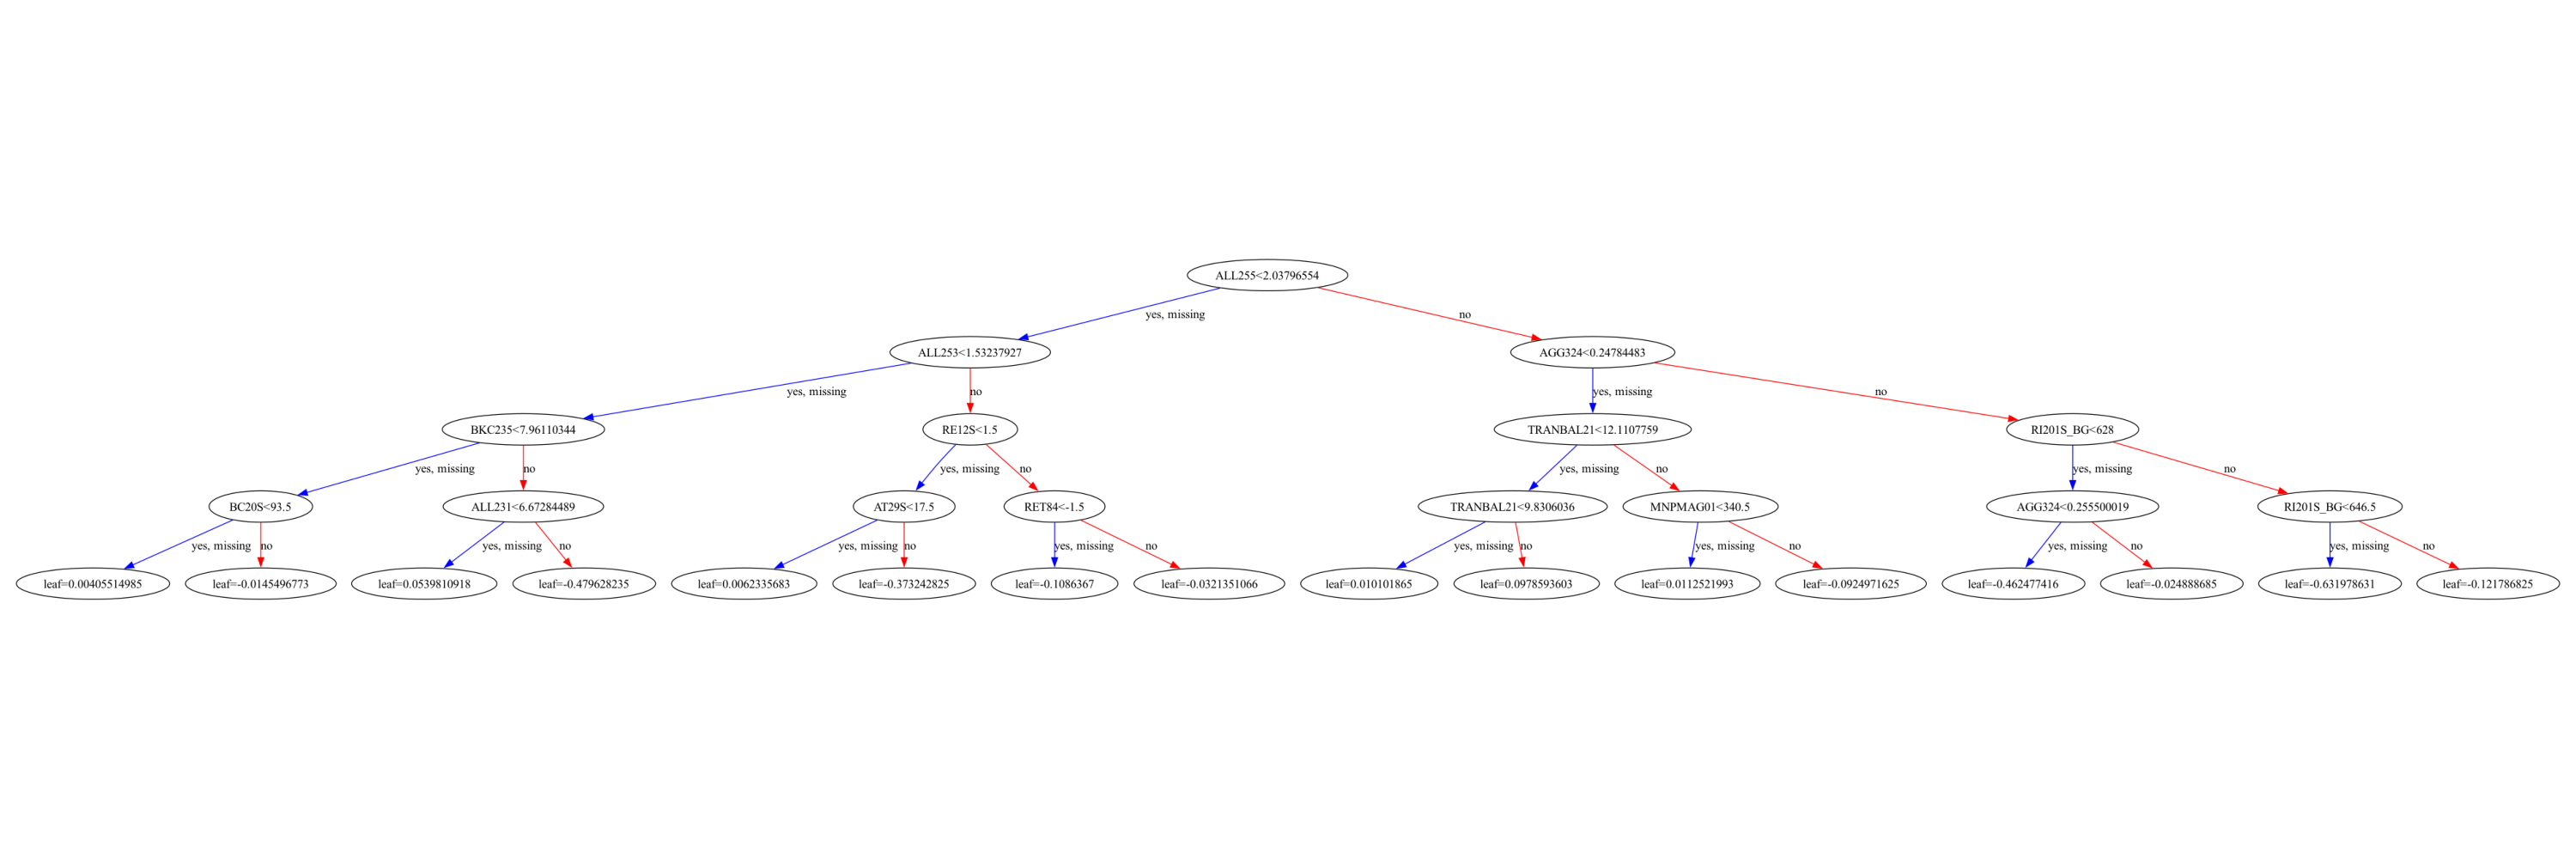 ALL255<2.03796554
yes, missing
no
ALL253<1.53237927
AGG324<0.24784483
yes, missing
no
yes, missing
no
BKC235<7.96110344
RE12S<1.5
TRANBAL21<12.1107759
RI201S_BG<628
yes, missing
no
yes, missing
no
yes, missing
no
yes, missing
no
BC20S<93.5
ALL231<6.67284489
AT29S<17.5
RET84<-1.5
TRANBAL21<9.8306036
MNPMAG01<340.5
AGG324<0.255500019
RI201S_BG<646.5
yes, missing
no
yes, missing
no
yes, missing
no
yes, missing
no
yes, missing
no
yes, missing
no
yes, missing
no
yes, missing
no
leaf=0.00405514985
leaf=-0.0145496773
leaf=0.0539810918
leaf=-0.479628235
leaf=0.0062335683
leaf=-0.373242825
leaf=-0.1086367
leaf=-0.0321351066
leaf=0.010101865
leaf=0.0978593603
leaf=0.0112521993
leaf=-0.0924971625
leaf=-0.462477416
leaf=-0.024888685
leaf=-0.631978631
leaf=-0.121786825